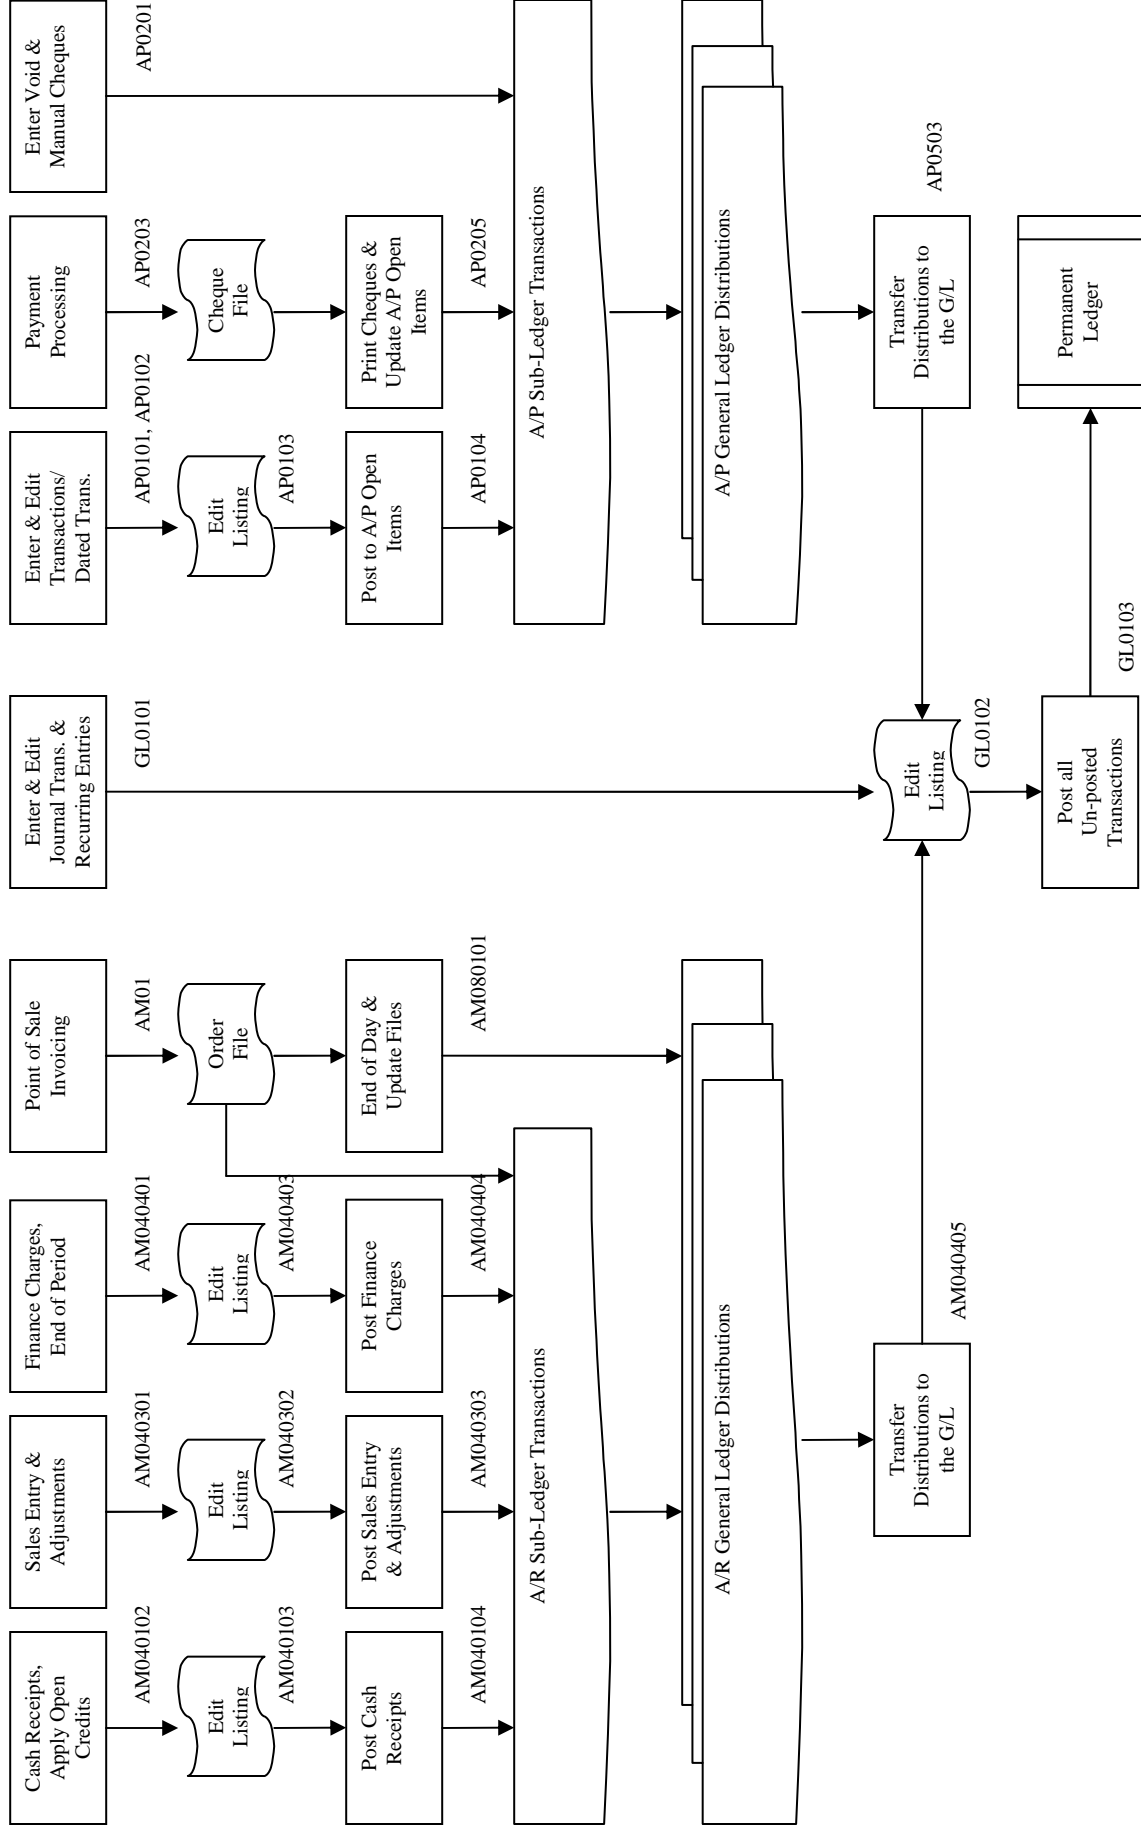 Cash Receipts,
Apply Open
Credits
AM040102
Edit
Listing
AM040103
Post Cash
Receipts
AM040104
Sales Entry &
Adjustments
AM040301
Edit
Listing
AM040302
Post Sales Entry
& Adjustments
AM040303
Finance Charges,
End of Period
AM040401
Edit
Listing
AM040403
Post Finance
Charges
AM040404
Point of Sale
Invoicing
AM01
Order
File
End of Day &
Update Files
AM080101
A/R Sub-Ledger Transactions
A/R General Ledger Distributions
Transfer
Distributions to
the G/L
AM040405
Enter & Edit
Journal Trans. &
Recurring Entries
GL0101
Edit
Listing
GL0102
Post all
Un-posted
Transactions
GL0103
Enter & Edit
Transactions/
Dated Trans.
AP0101, AP0102
Edit
Listing
AP0103
Post to A/P Open
Items
AP0104
Payment
Processing
AP0203
Cheque
File
Print Cheques &
Update A/P Open
Items
AP0205
Enter Void &
Manual Cheques
AP0201
A/P Sub-Ledger Transactions
A/P General Ledger Distributions
Transfer
Distributions to
the G/L
AP0503
Permanent
Ledger